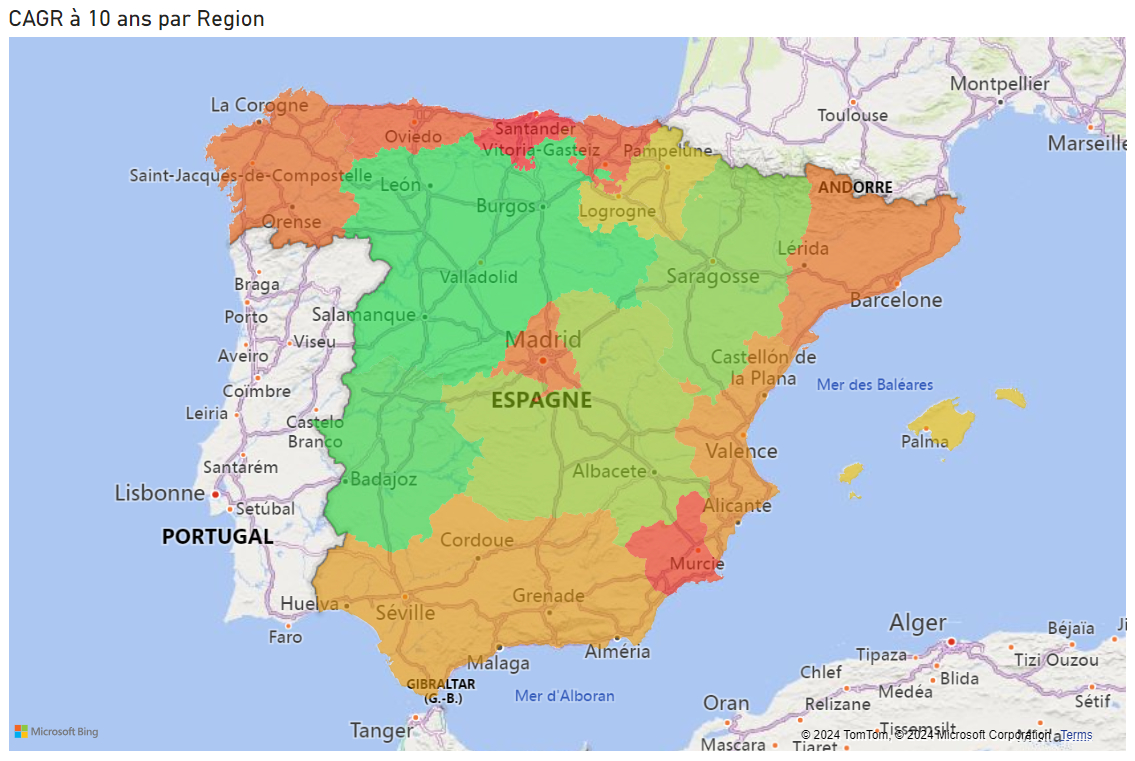 CAGR à 10 ans par Region
Montpellier
La Corogne
Toulouse
Santander
Oviedo
Marseille
Vitoria-Gasteiz
Pampelune
Saint-Jacques-de-Compostelle
León
ANDORRE
Burgos
Logrogne
Orense
Lérida
Valladolid
Saragosse
Braga
Barcelone
Porto
Salamanque
Viseu
Madrid
Aveiro
Castellón de
la Plana
Mer des Baléares
Coïmbre
ESPAGNE
Leiria
Castelo
Branco
Palma
Valence
Santarém
Albacete
Badajoz
Lisbonne
Setúbal
Alicante
PORTUGAL
Cordoue
Murcie
Grenade
Huelva
Séville
Alger
Béjaïa
Faro
Alméria
Tipaza
Tizi Ouzou
Malaga
Chlef
Blida
GIBRALTAR
(G.-B.)
Médéa
Mer d'Alboran
Oran
Relizane
Sétif
Tanger
Tissemsilt
Microsoft Bing
© 2024 TomTom, © 2024 Microsoft Corporation
Terms
Mascara
Tiaret